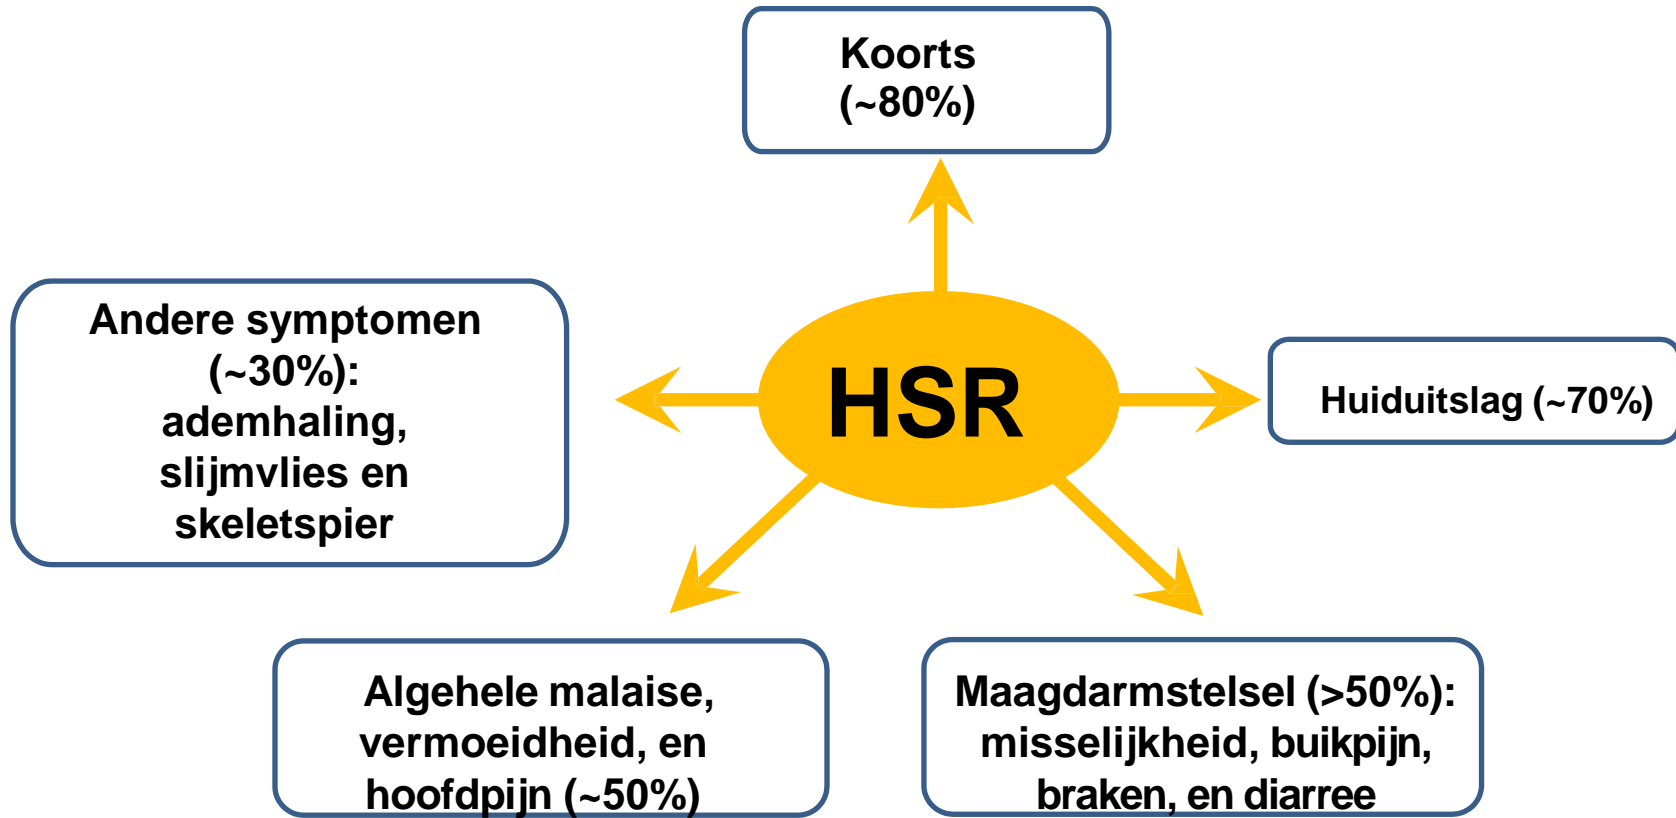 Koorts
(~80%)
Andere symptomen
(~30%):
ademhaling,
slijmvlies en
skeletspier
HSR
Huiduitslag (~70%)
Algehele malaise,
vermoeidheid, en
hoofdpijn (~50%)
Maagdarmstelsel (>50%):
misselijkheid, buikpijn,
braken, en diarree